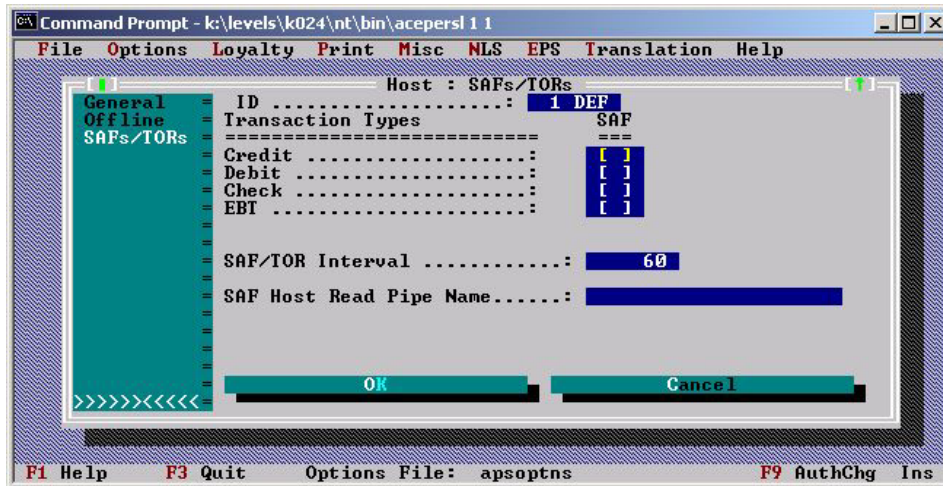 Command Prompt - k:\levels\k024\nt\bin\acepersl 1 1
File Options Loyalty Print Misc NLS EPS Translation Help
Host : SAFs/TORs
General
Offline
SAFs/TORs
ID .....................: 1 DEF
Transaction Types SAF
=========================== ===
Credit ...................: [ ]
Debit ....................: [ ]
Check ....................: [ ]
EBT ......................: [ ]
SAF/TOR Interval ............: 60
SAF Host Read Pipe Name......:
OK Cancel
>>>>>><<<<<
F1 Help F3 Quit Options File: apsoptns F9 AuthChg Ins